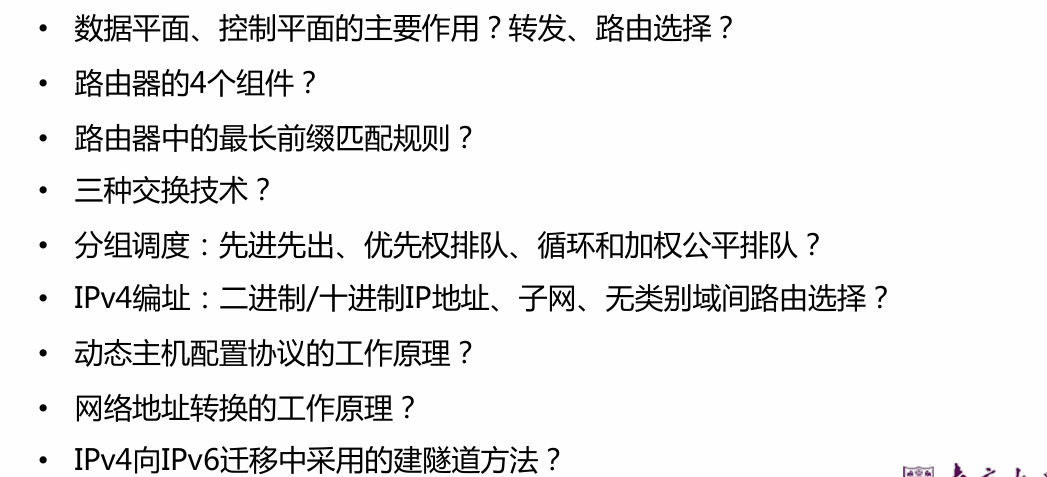 • 数据平面、控制平面的主要作用？转发、路由选择？
• 路由器的4个组件？
• 路由器中的最长前缀匹配规则？
• 三种交换技术？
• 分组调度：先进先出、优先权排队、循环和加权公平排队？
• IPv4编址：二进制/十进制IP地址、子网、无类别域间路由选择？
• 动态主机配置协议的工作原理？
• 网络地址转换的工作原理？
• IPv4向IPv6迁移中采用的建隧道方法？